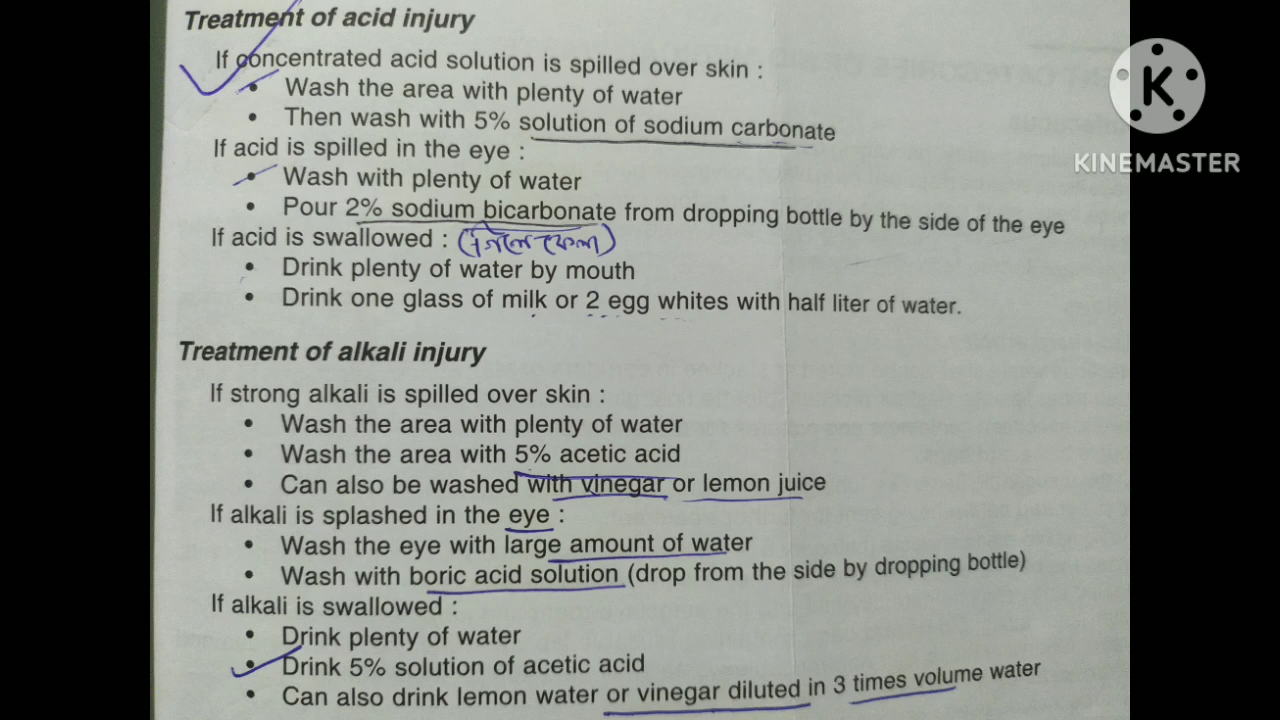 Treatment of acid injury
If concentrated acid solution is spilled over skin :
• Wash the area with plenty of water
• Then wash with 5% solution of sodium carbonate
If acid is spilled in the eye :
• Wash with plenty of water
• Pour 2% sodium bicarbonate from dropping bottle by the side of the eye
If acid is swallowed : (গিলে ফেলা)
• Drink plenty of water by mouth
• Drink one glass of milk or 2 egg whites with half liter of water.
Treatment of alkali injury
If strong alkali is spilled over skin :
• Wash the area with plenty of water
• Wash the area with 5% acetic acid
• Can also be washed with vinegar or lemon juice
If alkali is splashed in the eye :
• Wash the eye with large amount of water
• Wash with boric acid solution (drop from the side by dropping bottle)
If alkali is swallowed :
• Drink plenty of water
• Drink 5% solution of acetic acid
• Can also drink lemon water or vinegar diluted in 3 times volume water
K
KINEMASTER